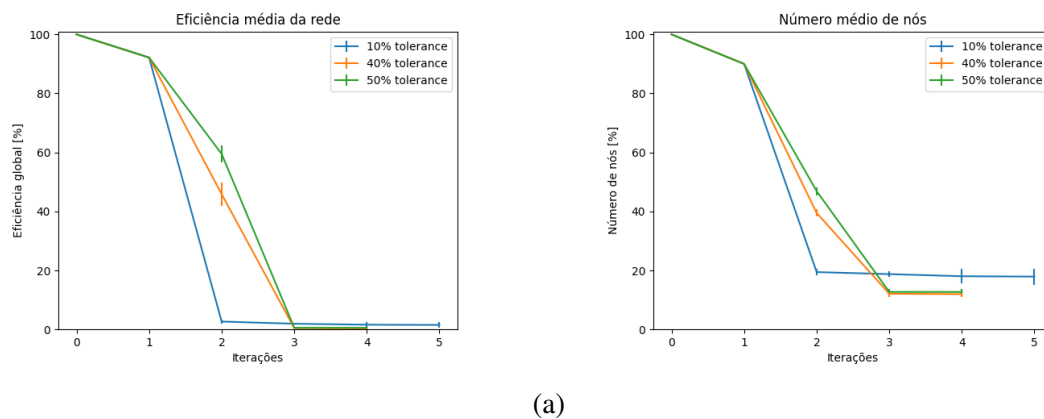 Eficiência média da rede
100
80
60
40
20
0
Eficiência global [%]
10% tolerance
40% tolerance
50% tolerance
0 1 2 3 4 5
Iterações
Número médio de nós
100
80
60
40
20
0
Número de nós [%]
10% tolerance
40% tolerance
50% tolerance
0 1 2 3 4 5
Iterações
(a)